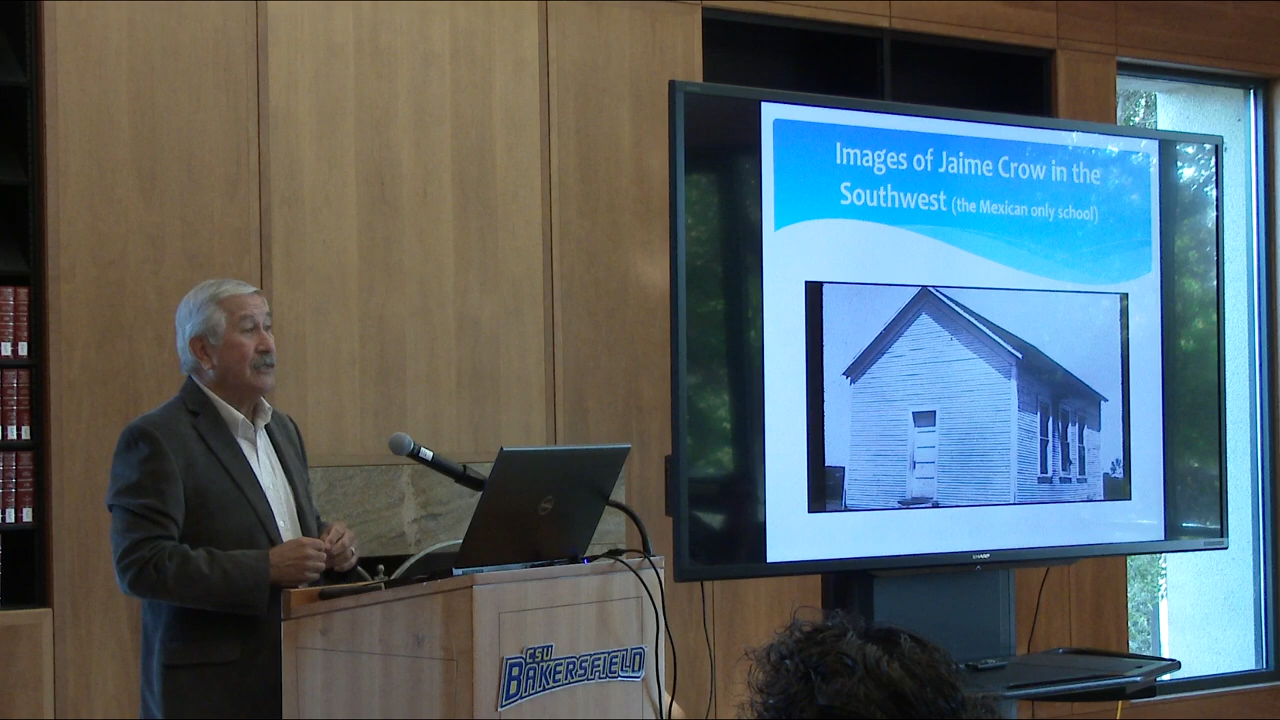 Images of Jaime Crow in the
Southwest (the Mexican only school)
SHARP
CSU
BAKERSFIELD